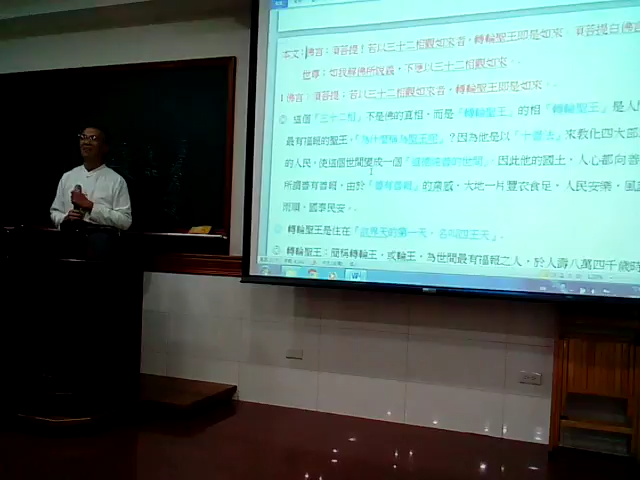 本文：佛言：須菩提！若以三十二相觀如來者，轉輪聖王即是如來。須菩提白佛言
世尊：如我解佛所說義，不應以三十二相觀如來。
佛言：須菩提：若以三十二相觀如來者，轉輪聖王即是如來。
這個「三十二相」不是佛的真相，而是「轉輪聖王」的相「轉輪聖王」是人間
最有福報的聖王，「為什麼稱為聖王呢」？因為他是以「十善法」來教化四大部
的人民，使這個世間變成一個「道德純善的世間」。因此他的國土，人心都向善
所謂善有善報，由於「善有善報」的業感，大地一片豐衣食足，人民安樂，風調
雨順，國泰民安。
轉輪聖王是住在「欲界天的第一天，名叫四王天」。
轉輪聖王：簡稱轉輪王，或輪王，為世間最有福報之人，於人壽八萬四千歲時